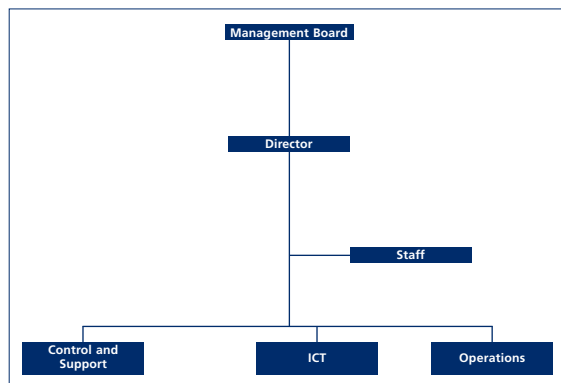 Management Board
Director
Staff
Control and
Support
ICT
Operations